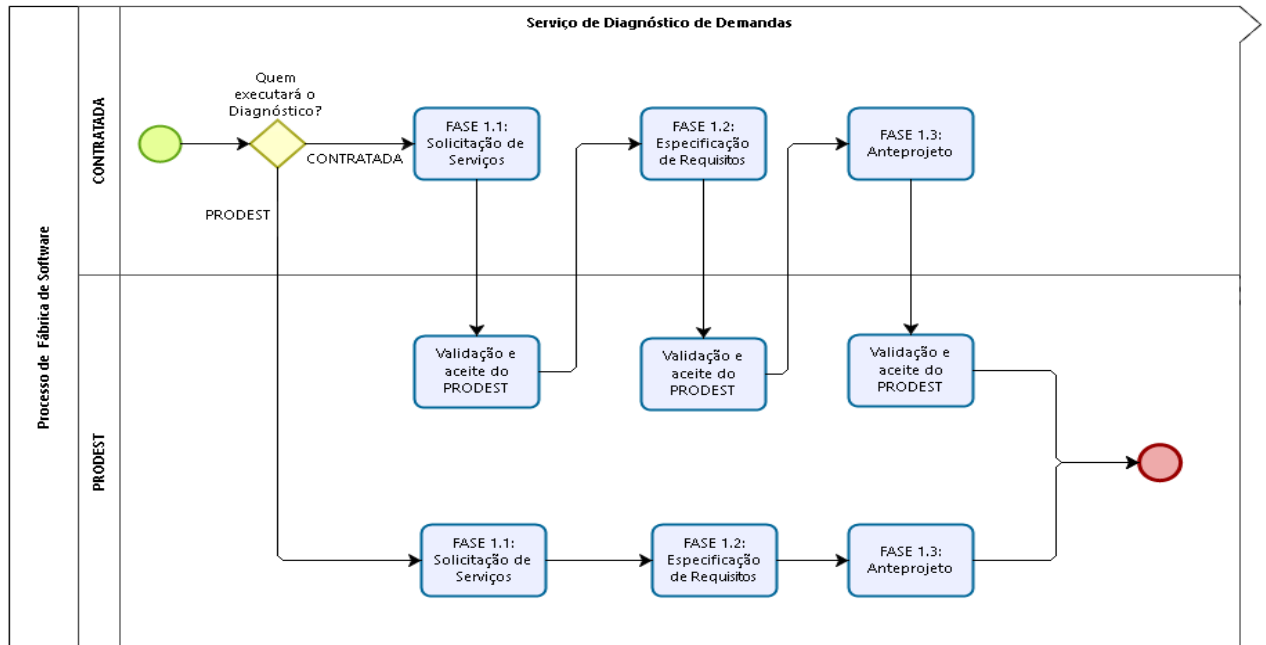 Serviço de Diagnóstico de Demandas
Processo de Fábrica de Software
CONTRATADA
Quem
executará o
Diagnóstico?
CONTRATADA
PRODEST
FASE 1.1:
Solicitação de
Serviços
FASE 1.2:
Especificação
de Requisitos
FASE 1.3:
Anteprojeto
PRODEST
Validação e
aceite do
PRODEST
Validação e
aceite do
PRODEST
Validação e
aceite do
PRODEST
FASE 1.1:
Solicitação de
Serviços
FASE 1.2:
Especificação
de Requisitos
FASE 1.3:
Anteprojeto